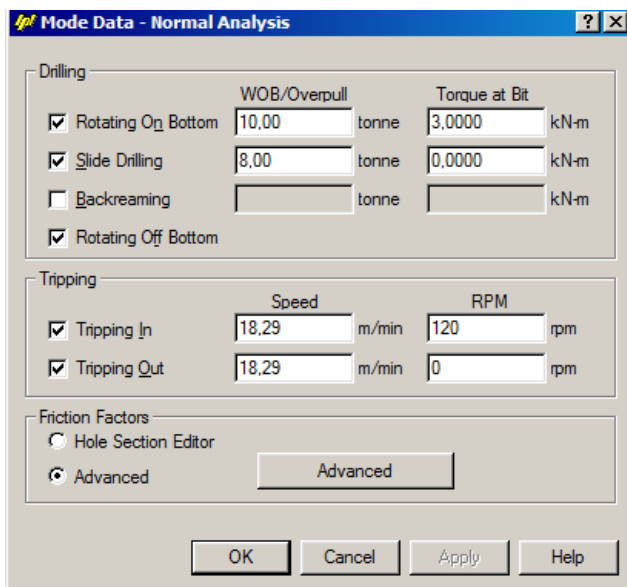 Mode Data - Normal Analysis
Drilling
WOB/Overpull Torque at Bit
Rotating On Bottom 10,00 tonne 3,0000 kN-m
Slide Drilling 8,00 tonne 0,0000 kN-m
Backreaming tonne kN-m
Rotating Off Bottom
Tripping
Speed RPM
Tripping In 18,29 m/min 120 rpm
Tripping Out 18,29 m/min 0 rpm
Friction Factors
Hole Section Editor
Advanced Advanced
OK Cancel Apply Help